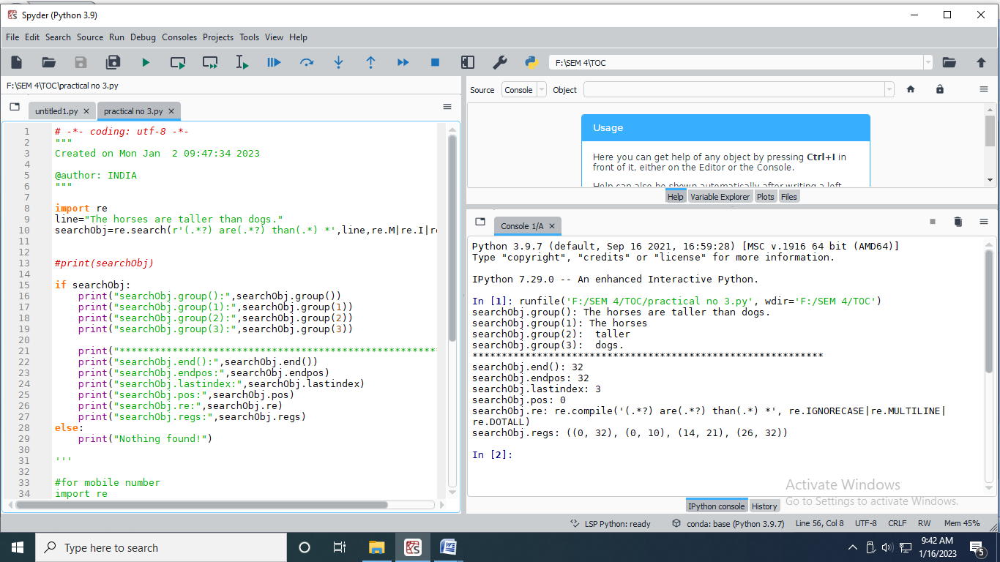 Spyder (Python 3.9)
File Edit Search Source Run Debug Consoles Projects Tools View Help
F:\SEM 4\TOC
F:\SEM 4\TOC\practical no 3.py
untitled1.py
practical no 3.py
1 # -*- coding: utf-8 -*-
2 """
3 Created on Mon Jan  2 09:47:34 2023
4
5 @author: INDIA
6 """
7
8 import re
9 line="The horses are taller than dogs."
10 searchObj=re.search(r'(.*?) are(.*?) than(.*) *',line,re.M|re.I|re
11
12
13 #print(searchObj)
14
15 if searchObj:
16     print("searchObj.group():",searchObj.group())
17     print("searchObj.group(1):",searchObj.group(1))
18     print("searchObj.group(2):",searchObj.group(2))
19     print("searchObj.group(3):",searchObj.group(3))
20
21     print("******************************************************
22     print("searchObj.end():",searchObj.end())
23     print("searchObj.endpos:",searchObj.endpos)
24     print("searchObj.lastindex:",searchObj.lastindex)
25     print("searchObj.pos:",searchObj.pos)
26     print("searchObj.re:",searchObj.re)
27     print("searchObj.regs:",searchObj.regs)
28 else:
29     print("Nothing found!")
30
31 '''
32
33 #for mobile number
34 import re
Source Console Object
Usage
Here you can get help of any object by pressing Ctrl+I in
front of it, either on the Editor or the Console.
Help can also be shown automatically after writing a left
Help Variable Explorer Plots Files
Console 1/A
Python 3.9.7 (default, Sep 16 2021, 16:59:28) [MSC v.1916 64 bit (AMD64)]
Type "copyright", "credits" or "license" for more information.
IPython 7.29.0 -- An enhanced Interactive Python.
In [1]: runfile('F:/SEM 4/TOC/practical no 3.py', wdir='F:/SEM 4/TOC')
searchObj.group(): The horses are taller than dogs.
searchObj.group(1): The horses
searchObj.group(2):  taller
searchObj.group(3):  dogs.
************************************************************
searchObj.end(): 32
searchObj.endpos: 32
searchObj.lastindex: 3
searchObj.pos: 0
searchObj.re: re.compile('(.*?) are(.*?) than(.*) *', re.IGNORECASE|re.MULTILINE|
re.DOTALL)
searchObj.regs: ((0, 32), (0, 10), (14, 21), (26, 32))
In [2]:
Activate Windows
Go to Settings to activate Windows.
IPython console History
LSP Python: ready conda: base (Python 3.9.7) Line 56, Col 8 UTF-8 CRLF RW Mem 45%
Type here to search
9:42 AM
1/16/2023
5